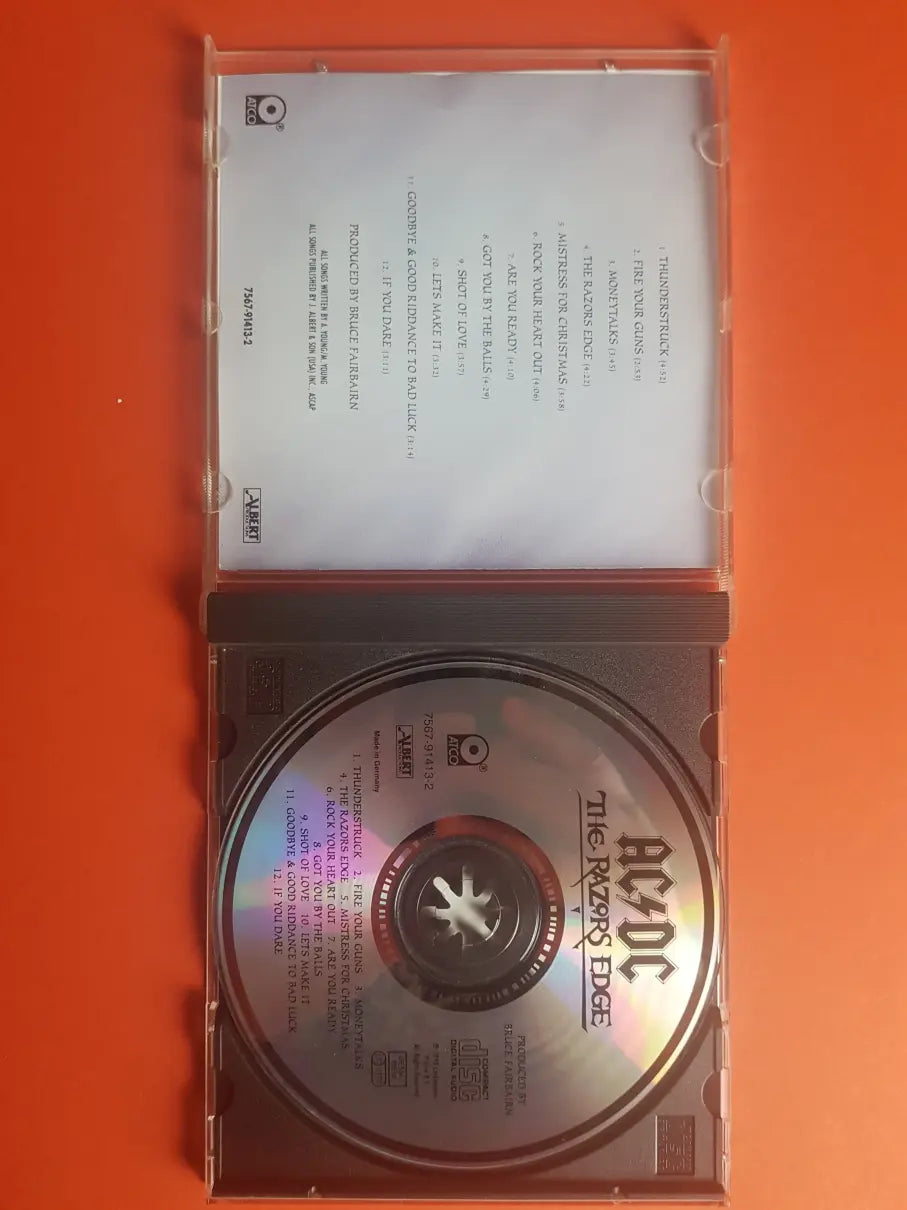 1. THUNDERSTRUCK (4:52)
2. FIRE YOUR GUNS (2:53)
3. MONEYTALKS (3:45)
4. THE RAZORS EDGE (4:22)
5. MISTRESS FOR CHRISTMAS (3:58)
6. ROCK YOUR HEART OUT (4:06)
7. ARE YOU READY (4:10)
8. GOT YOU BY THE BALLS (4:29)
9. SHOT OF LOVE (3:57)
10. LETS MAKE IT (3:32)
11. GOODBYE & GOOD RIDDANCE TO BAD LUCK (3:14)
12. IF YOU DARE (3:11)
PRODUCED BY BRUCE FAIRBAIRN
ALL SONGS WRITTEN BY A. YOUNG/M. YOUNG
ALL SONGS PUBLISHED BY J. ALBERT & SON (USA) INC., ASCAP
ATCO®
7567-91413-2
ALBERT
AC/DC
THE RAZORS EDGE
ATCO®
ALBERT
7567-91413-2
PRODUCED BY
BRUCE FAIRBAIRN
COMPACT
disc
DIGITAL AUDIO
All Rights Reserved
Made in Germany
1. THUNDERSTRUCK 2. FIRE YOUR GUNS 3. MONEYTALKS
4. THE RAZORS EDGE 5. MISTRESS FOR CHRISTMAS
6. ROCK YOUR HEART OUT 7. ARE YOU READY
8. GOT YOU BY THE BALLS
9. SHOT OF LOVE 10. LETS MAKE IT
11. GOODBYE & GOOD RIDDANCE TO BAD LUCK
12. IF YOU DARE